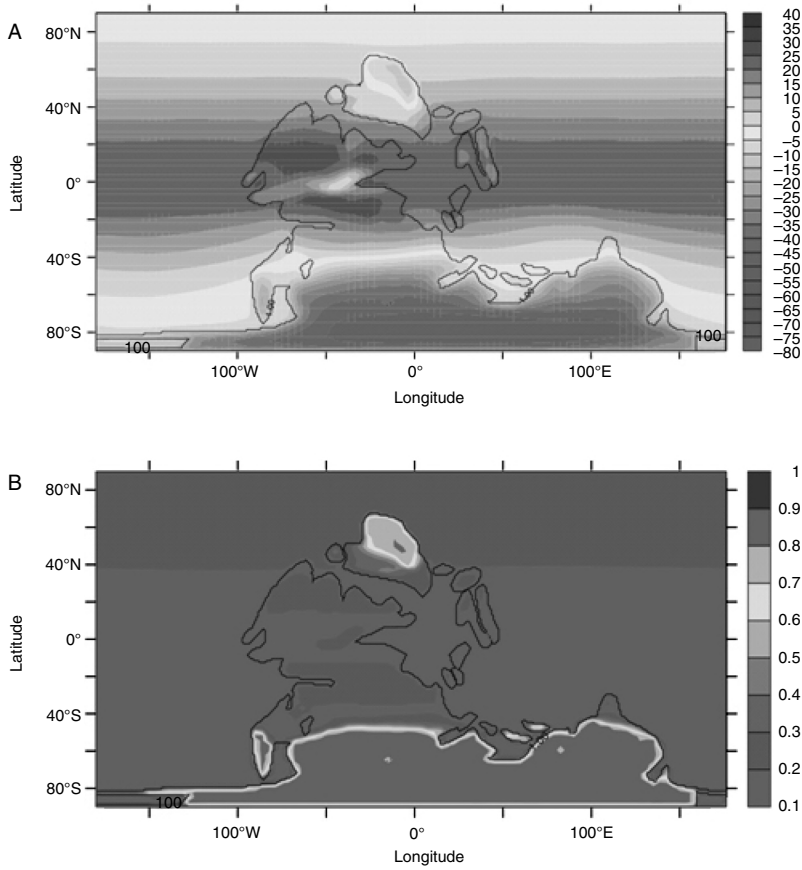 A
80°N
40°N
0°
40°S
80°S
Latitude
100
100
100°W
0°
100°E
Longitude
40
35
30
25
20
15
10
5
0
−5
−10
−15
−20
−25
−30
−35
−40
−45
−50
−55
−60
−65
−70
−75
−80
B
80°N
40°N
0°
40°S
80°S
Latitude
100
100°W
0°
100°E
Longitude
1
0.9
0.8
0.7
0.6
0.5
0.4
0.3
0.2
0.1